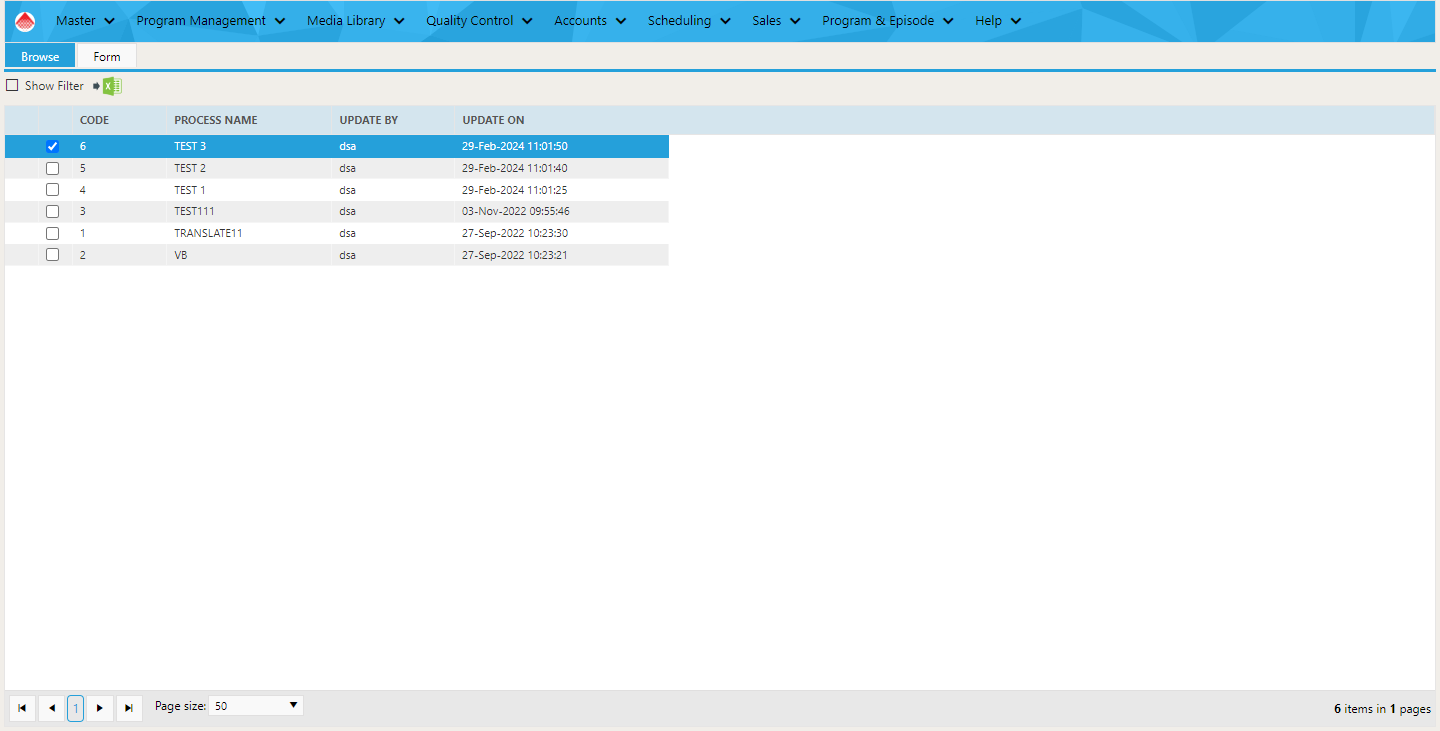 Master Program Management Media Library Quality Control Accounts Scheduling Sales Program & Episode Help
Browse Form
Show Filter
CODE PROCESS NAME UPDATE BY UPDATE ON
6 TEST 3 dsa 29-Feb-2024 11:01:50
5 TEST 2 dsa 29-Feb-2024 11:01:40
4 TEST 1 dsa 29-Feb-2024 11:01:25
3 TEST111 dsa 03-Nov-2022 09:55:46
1 TRANSLATE11 dsa 27-Sep-2022 10:23:30
2 VB dsa 27-Sep-2022 10:23:21
1 Page size: 50 6 items in 1 pages